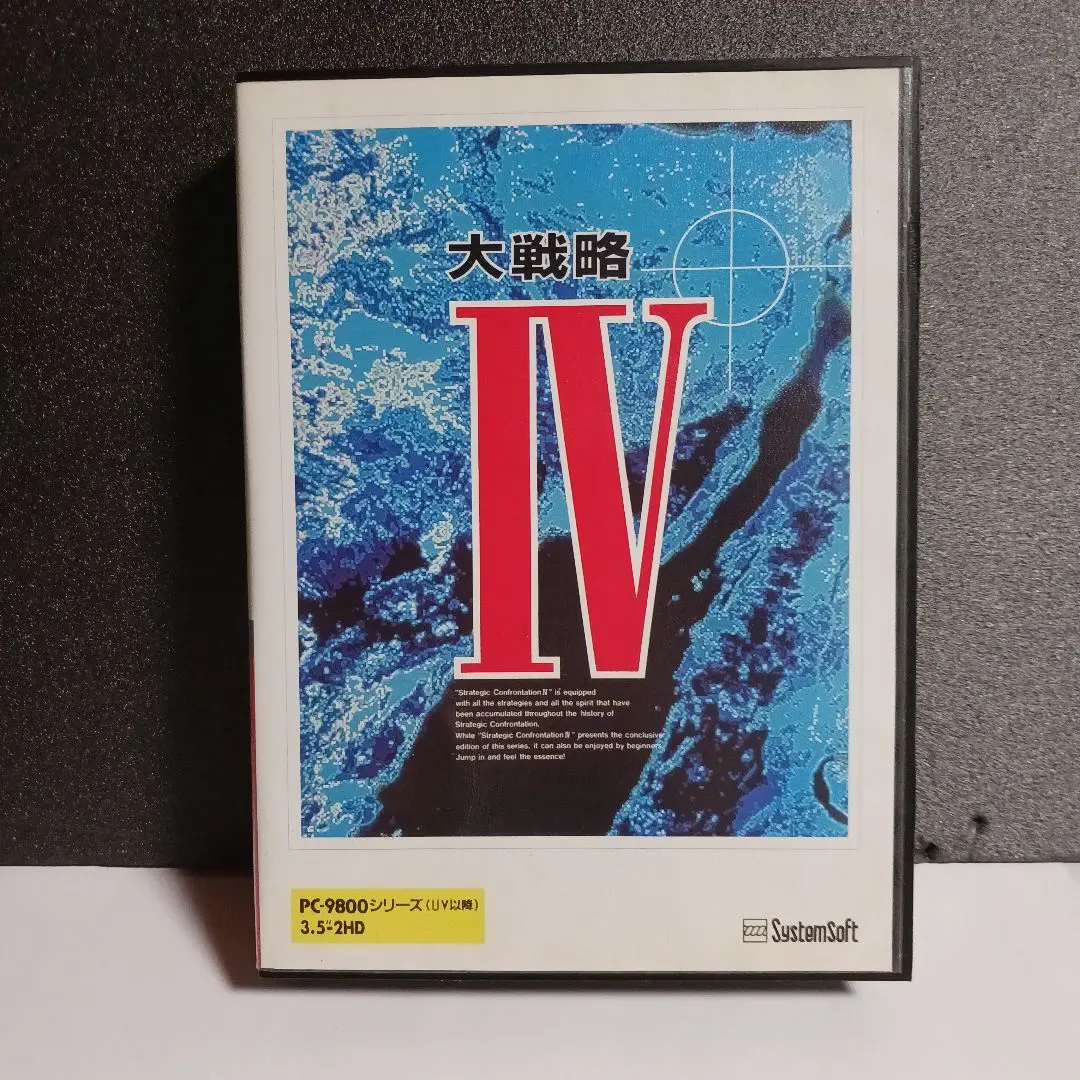 大戦略
IV
"Strategic Confrontation Ⅳ" is equipped
with all the strategies and all the spirit that have
been accumulated throughout the history of
Strategic Confrontation.
While "Strategic Confrontation Ⅳ" presents the conclusive
edition of this series, it can also be enjoyed by beginners.
Jump in and feel the essence!
PC-9800シリーズ(UV以降)
3.5"-2HD
SystemSoft